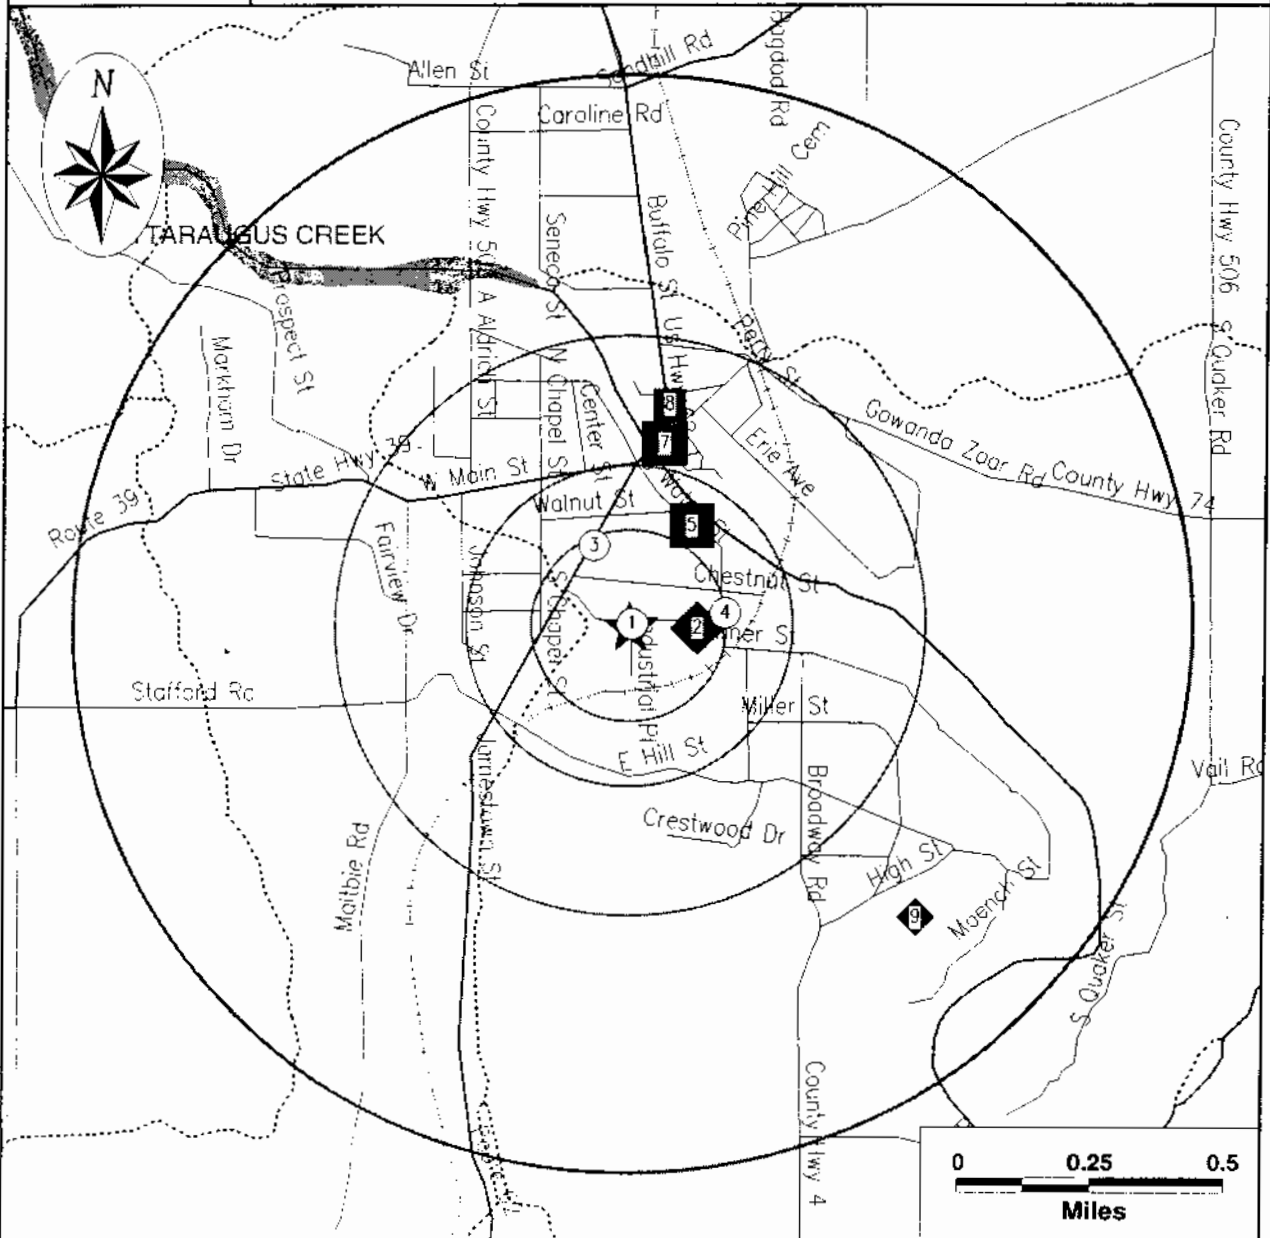 Allen St
Sandhill Rd
Bagdad Rd
N
Caroline Rd
County Hwy 506
Pine Hill Cem
TARAUGUS CREEK
Seneca St
Buffalo St
Us Hwy
Prospect St
A Aldrich St
Perry St
S Quaker Rd
Markham Dr
N Chapel St
Center St
8
7
Gowanda Zoar Rd
County Hwy 74
Erie Ave
State Hwy 39
W Main St
Route 39
Walnut St
5
3
Fairview Dr
Johnson St
S Chapel St
Chestnut St
4
1
2
Stafford Rd
Miller St
E Hill St
Jamestown St
Vail Rd
Broadway Rd
Crestwood Dr
Maltbie Rd
High St
Moench St
9
S Quaker St
County Hwy 4
0 0.25 0.5
Miles